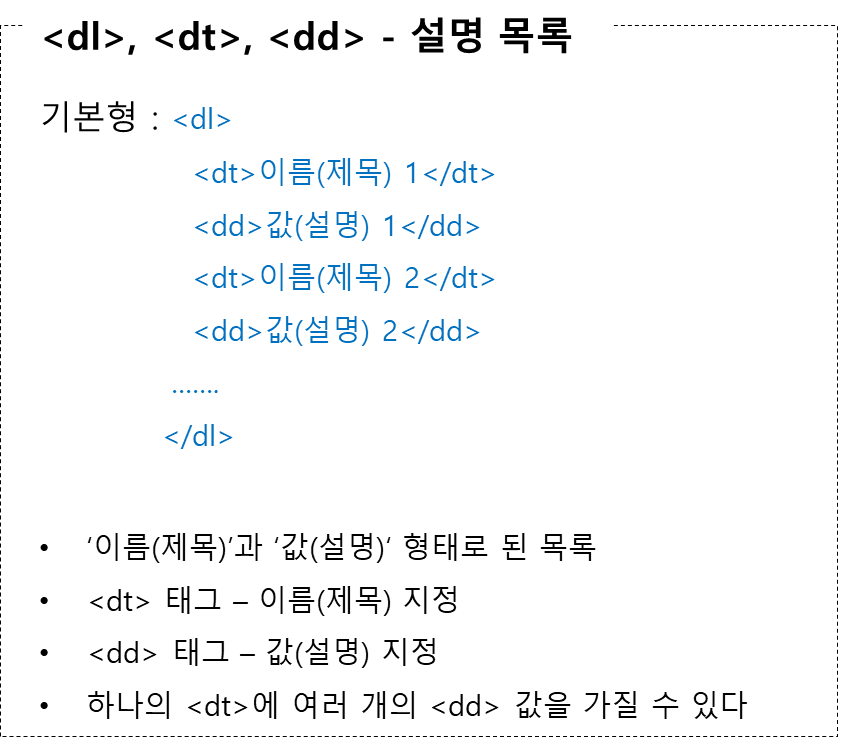 <dl>, <dt>, <dd> - 설명 목록
기본형 : <dl>
<dt>이름(제목) 1</dt>
<dd>값(설명) 1</dd>
<dt>이름(제목) 2</dt>
<dd>값(설명) 2</dd>
.......
</dl>
• ‘이름(제목)’과 ‘값(설명)‘ 형태로 된 목록
• <dt> 태그 – 이름(제목) 지정
• <dd> 태그 – 값(설명) 지정
• 하나의 <dt>에 여러 개의 <dd> 값을 가질 수 있다